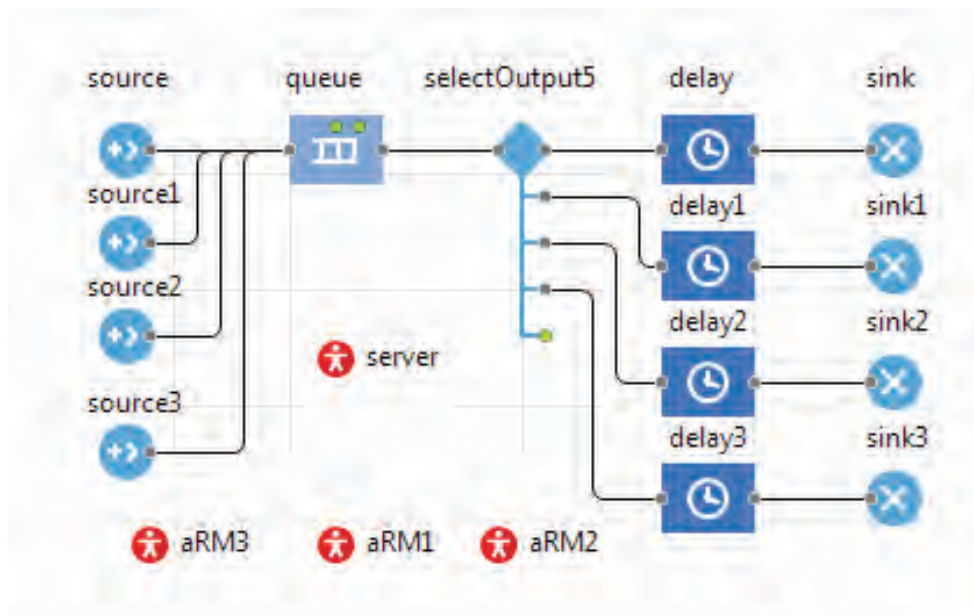 source queue selectOutput5 delay sink
source1 delay1 sink1
source2 delay2 sink2
server
source3 delay3 sink3
aRM3 aRM1 aRM2